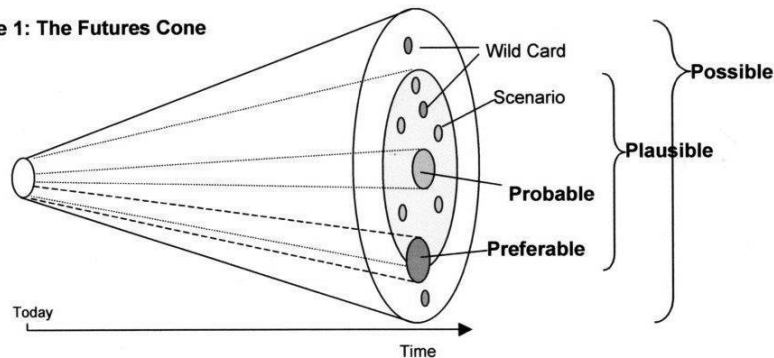 e 1: The Futures Cone
Wild Card
Possible
Scenario
Plausible
Probable
Preferable
Today
Time